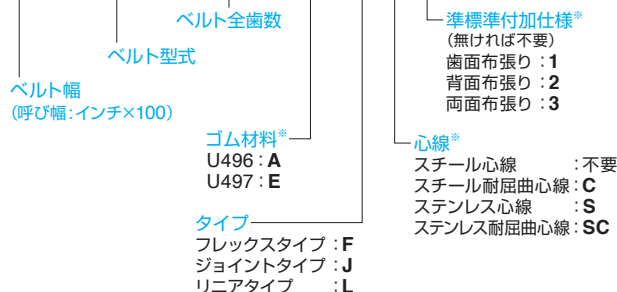 ベルト全歯数
ベルト型式
ベルト幅
(呼び幅:インチ×100)
ゴム材料※
U496:A
U497:E
タイプ
フレックスタイプ:F
ジョイントタイプ:J
リニアタイプ:L
準標準付加仕様※
(無ければ不要)
歯面布張り:1
背面布張り:2
両面布張り:3
心線※
スチール心線:不要
スチール耐屈曲心線:C
ステンレス心線:S
ステンレス耐屈曲心線:SC